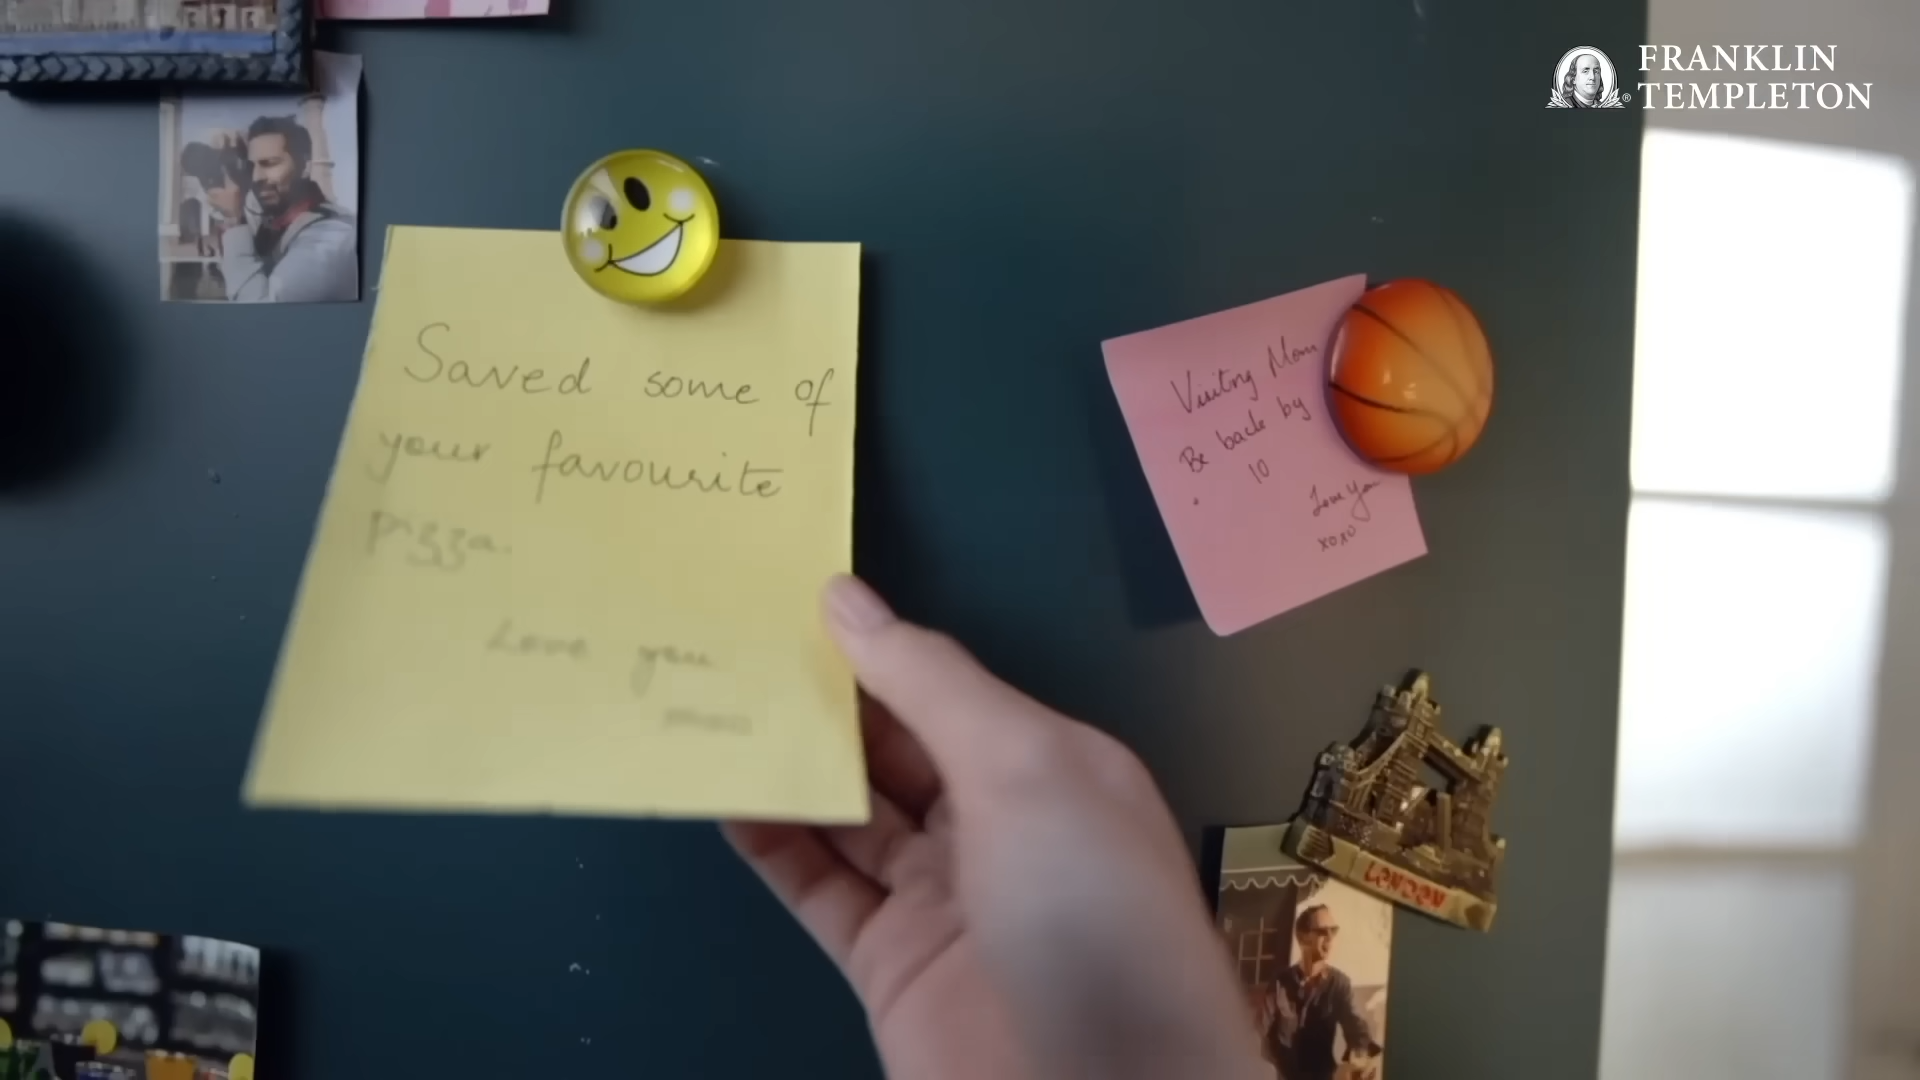 FRANKLIN
TEMPLETON
Saved some of
your favourite
pizza.
Love you
Visiting Mom
Be back by
10
Love You
xoxo
LONDON